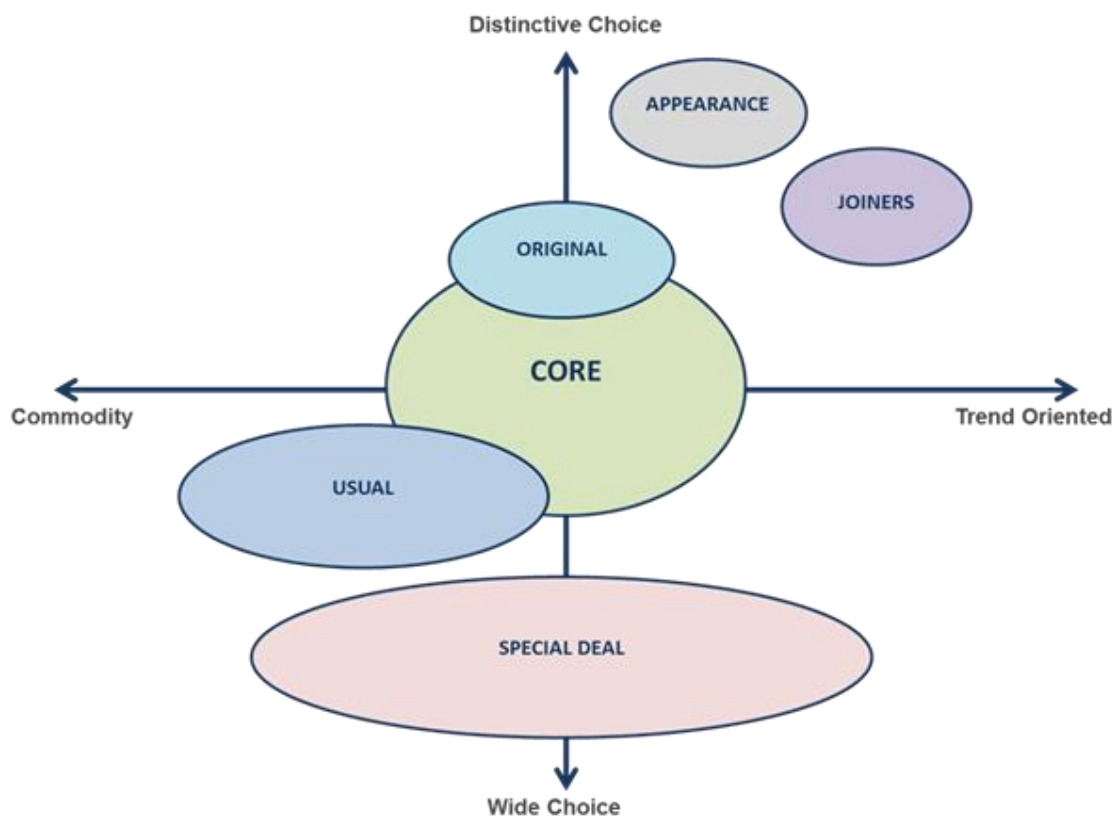 Distinctive Choice
APPEARANCE
JOINERS
ORIGINAL
CORE
Commodity
Trend Oriented
USUAL
SPECIAL DEAL
Wide Choice